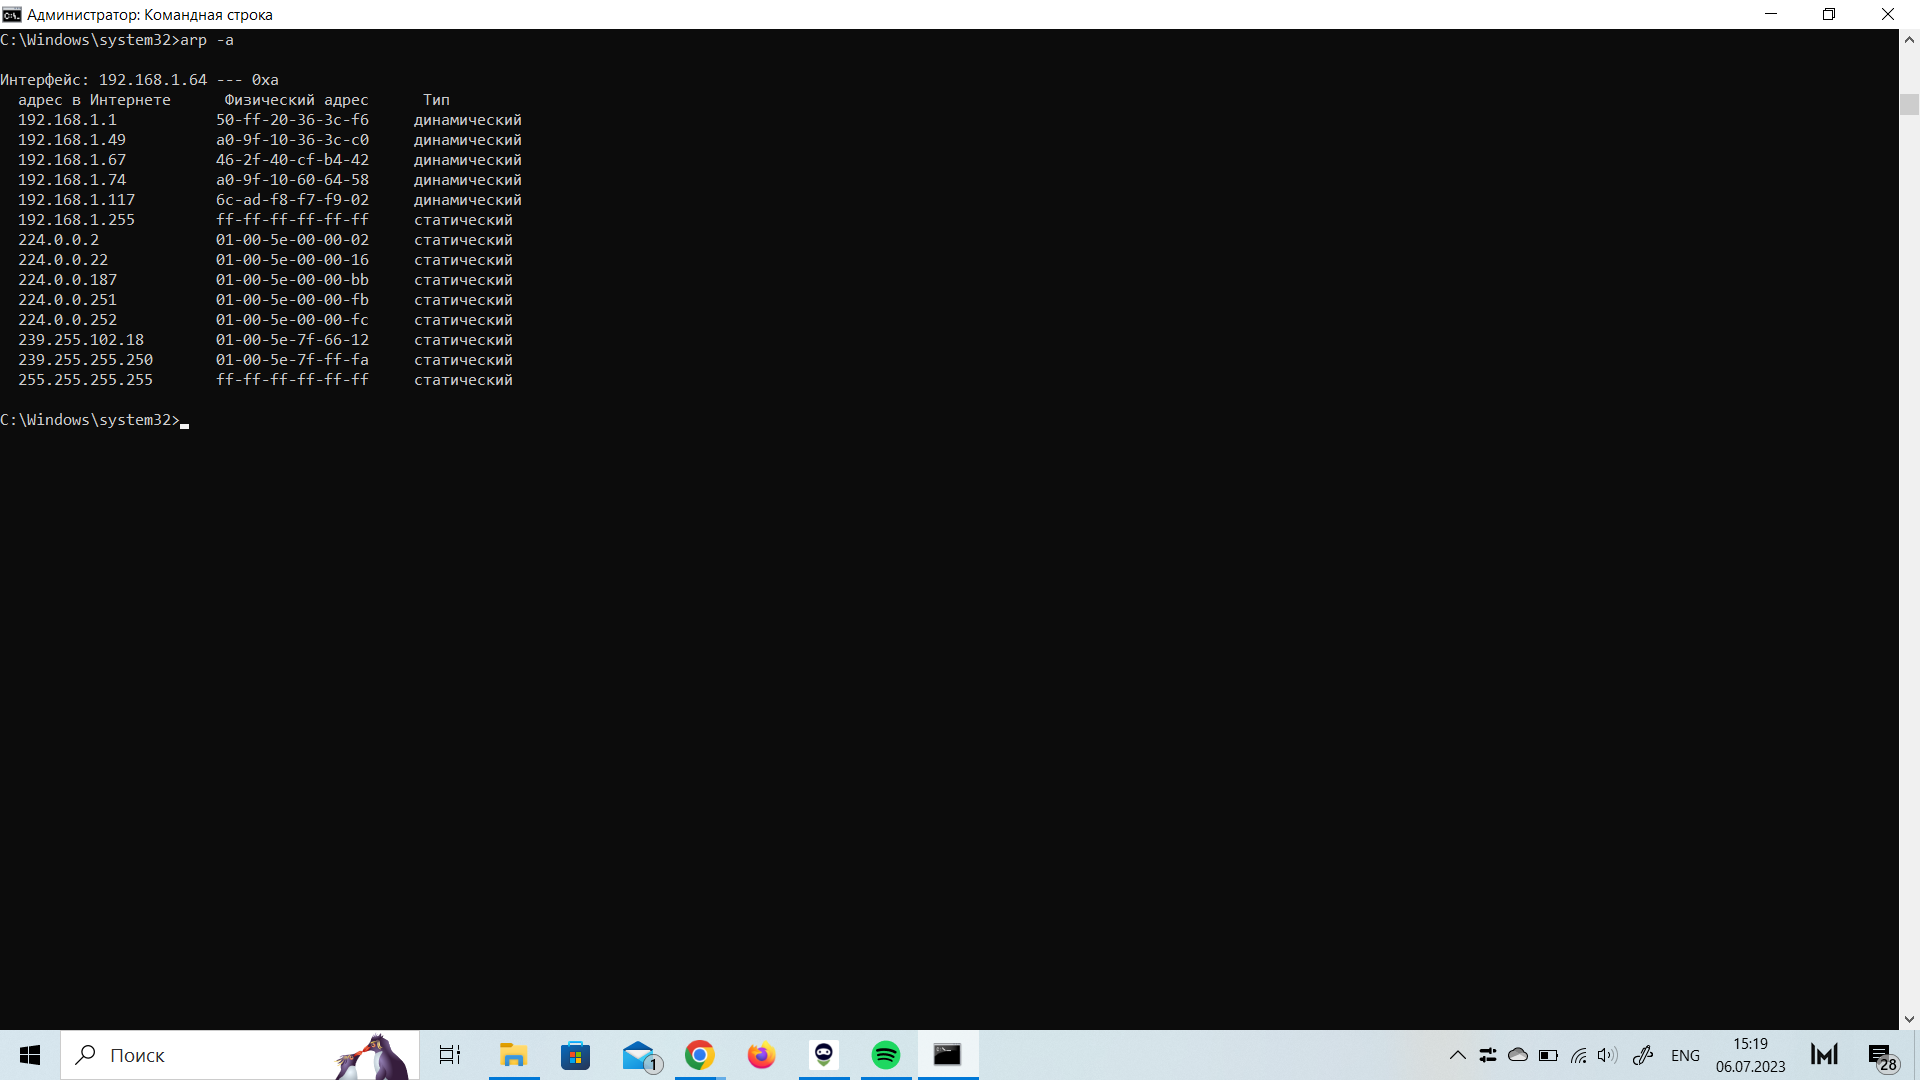 Администратор: Командная строка
C:\Windows\system32>arp -a
Интерфейс: 192.168.1.64 --- 0xa
адрес в Интернете Физический адрес Тип
192.168.1.1 50-ff-20-36-3c-f6 динамический
192.168.1.49 a0-9f-10-36-3c-c0 динамический
192.168.1.67 46-2f-40-cf-b4-42 динамический
192.168.1.74 a0-9f-10-60-64-58 динамический
192.168.1.117 6c-ad-f8-f7-f9-02 динамический
192.168.1.255 ff-ff-ff-ff-ff-ff статический
224.0.0.2 01-00-5e-00-00-02 статический
224.0.0.22 01-00-5e-00-00-16 статический
224.0.0.187 01-00-5e-00-00-bb статический
224.0.0.251 01-00-5e-00-00-fb статический
224.0.0.252 01-00-5e-00-00-fc статический
239.255.102.18 01-00-5e-7f-66-12 статический
239.255.255.250 01-00-5e-7f-ff-fa статический
255.255.255.255 ff-ff-ff-ff-ff-ff статический
C:\Windows\system32>
Поиск
1
ENG
15:19
06.07.2023
28